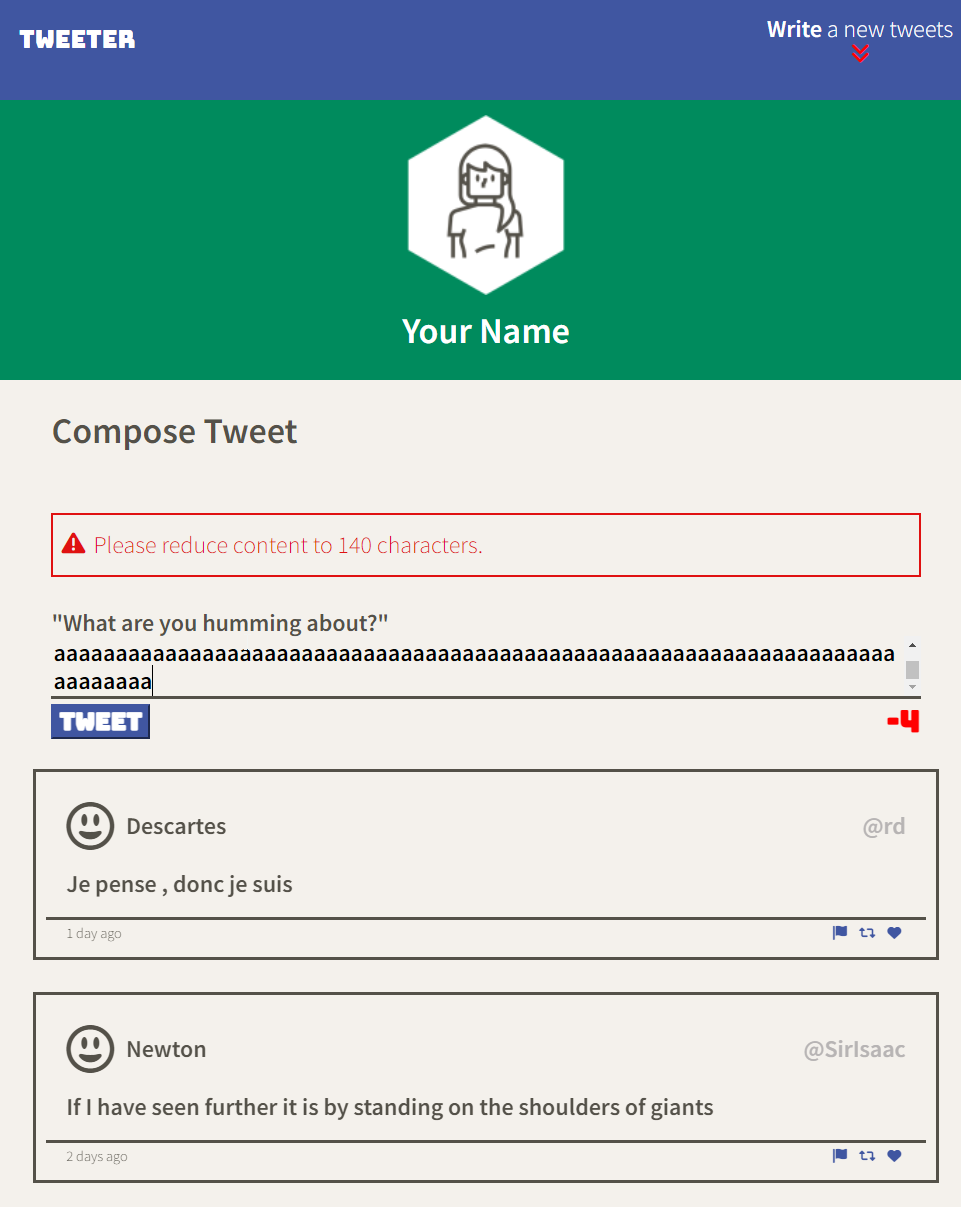 TWEETER
Write a new tweets
Your Name
Compose Tweet
Please reduce content to 140 characters.
"What are you humming about?"
aaaaaaaaaaaaaaaaaaaaaaaaaaaaaaaaaaaaaaaaaaaaaaaaaaaaaaaaaaaaaaaaaaaa
aaaaaaaa
TWEET -4
Descartes @rd
Je pense , donc je suis
1 day ago
Newton @SirIsaac
If I have seen further it is by standing on the shoulders of giants
2 days ago